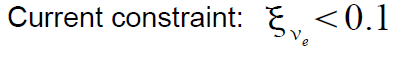 Current constraint: ξ_{ν_e} < 0.1